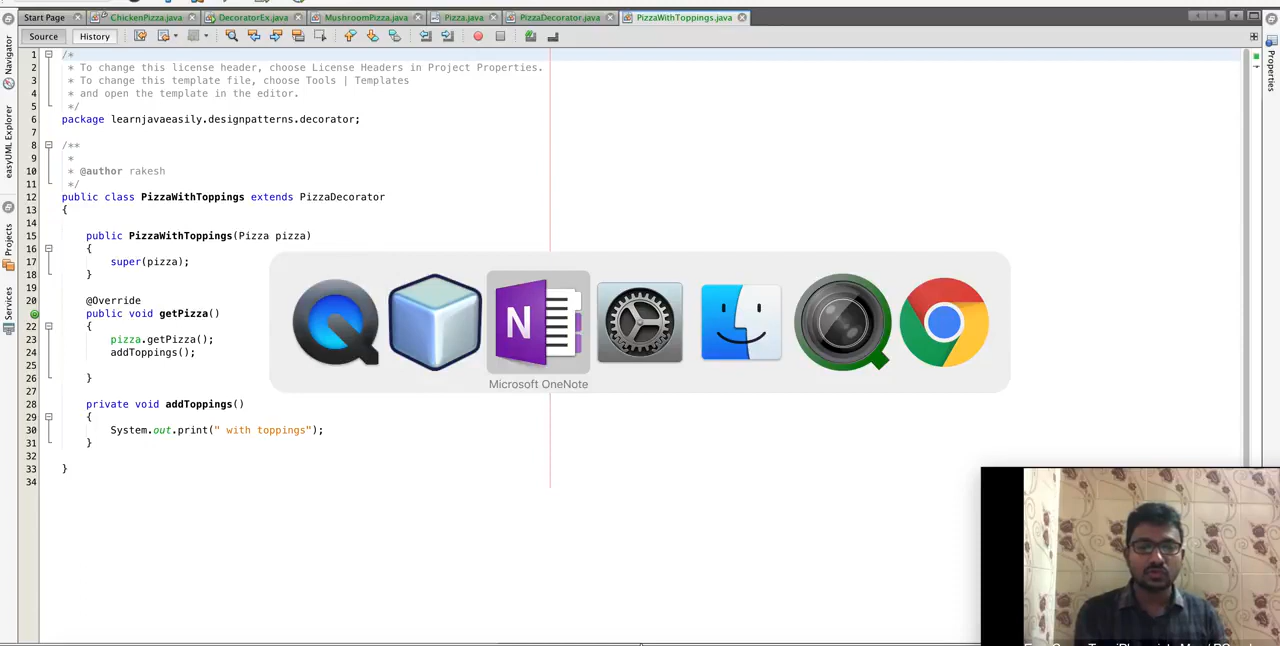 Start Page ChickenPizza.java DecoratorEx.java MushroomPizza.java Pizza.java PizzaDecorator.java PizzaWithToppings.java
Source History
Navigator
easyUML Explorer
Projects
Services
Properties
1 /*
2 * To change this license header, choose License Headers in Project Properties.
3 * To change this template file, choose Tools | Templates
4 * and open the template in the editor.
5 */
6 package learnjavaeasily.designpatterns.decorator;
7
8 /**
9 *
10 * @author rakesh
11 */
12 public class PizzaWithToppings extends PizzaDecorator
13 {
14
15 public PizzaWithToppings(Pizza pizza)
16 {
17 super(pizza);
18 }
19
20 @Override
public void getPizza()
22 {
23 pizza.getPizza();
24 addToppings();
25
26 }
27
28 private void addToppings()
29 {
30 System.out.print(" with toppings");
31 }
32
33 }
34
N
Microsoft OneNote